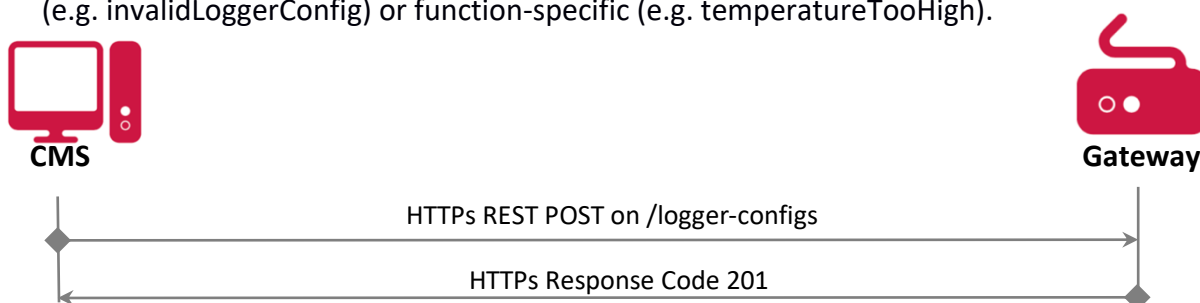 (e.g. invalidLoggerConfig) or function-specific (e.g. temperatureTooHigh).
CMS
Gateway
HTTPs REST POST on /logger-configs
HTTPs Response Code 201